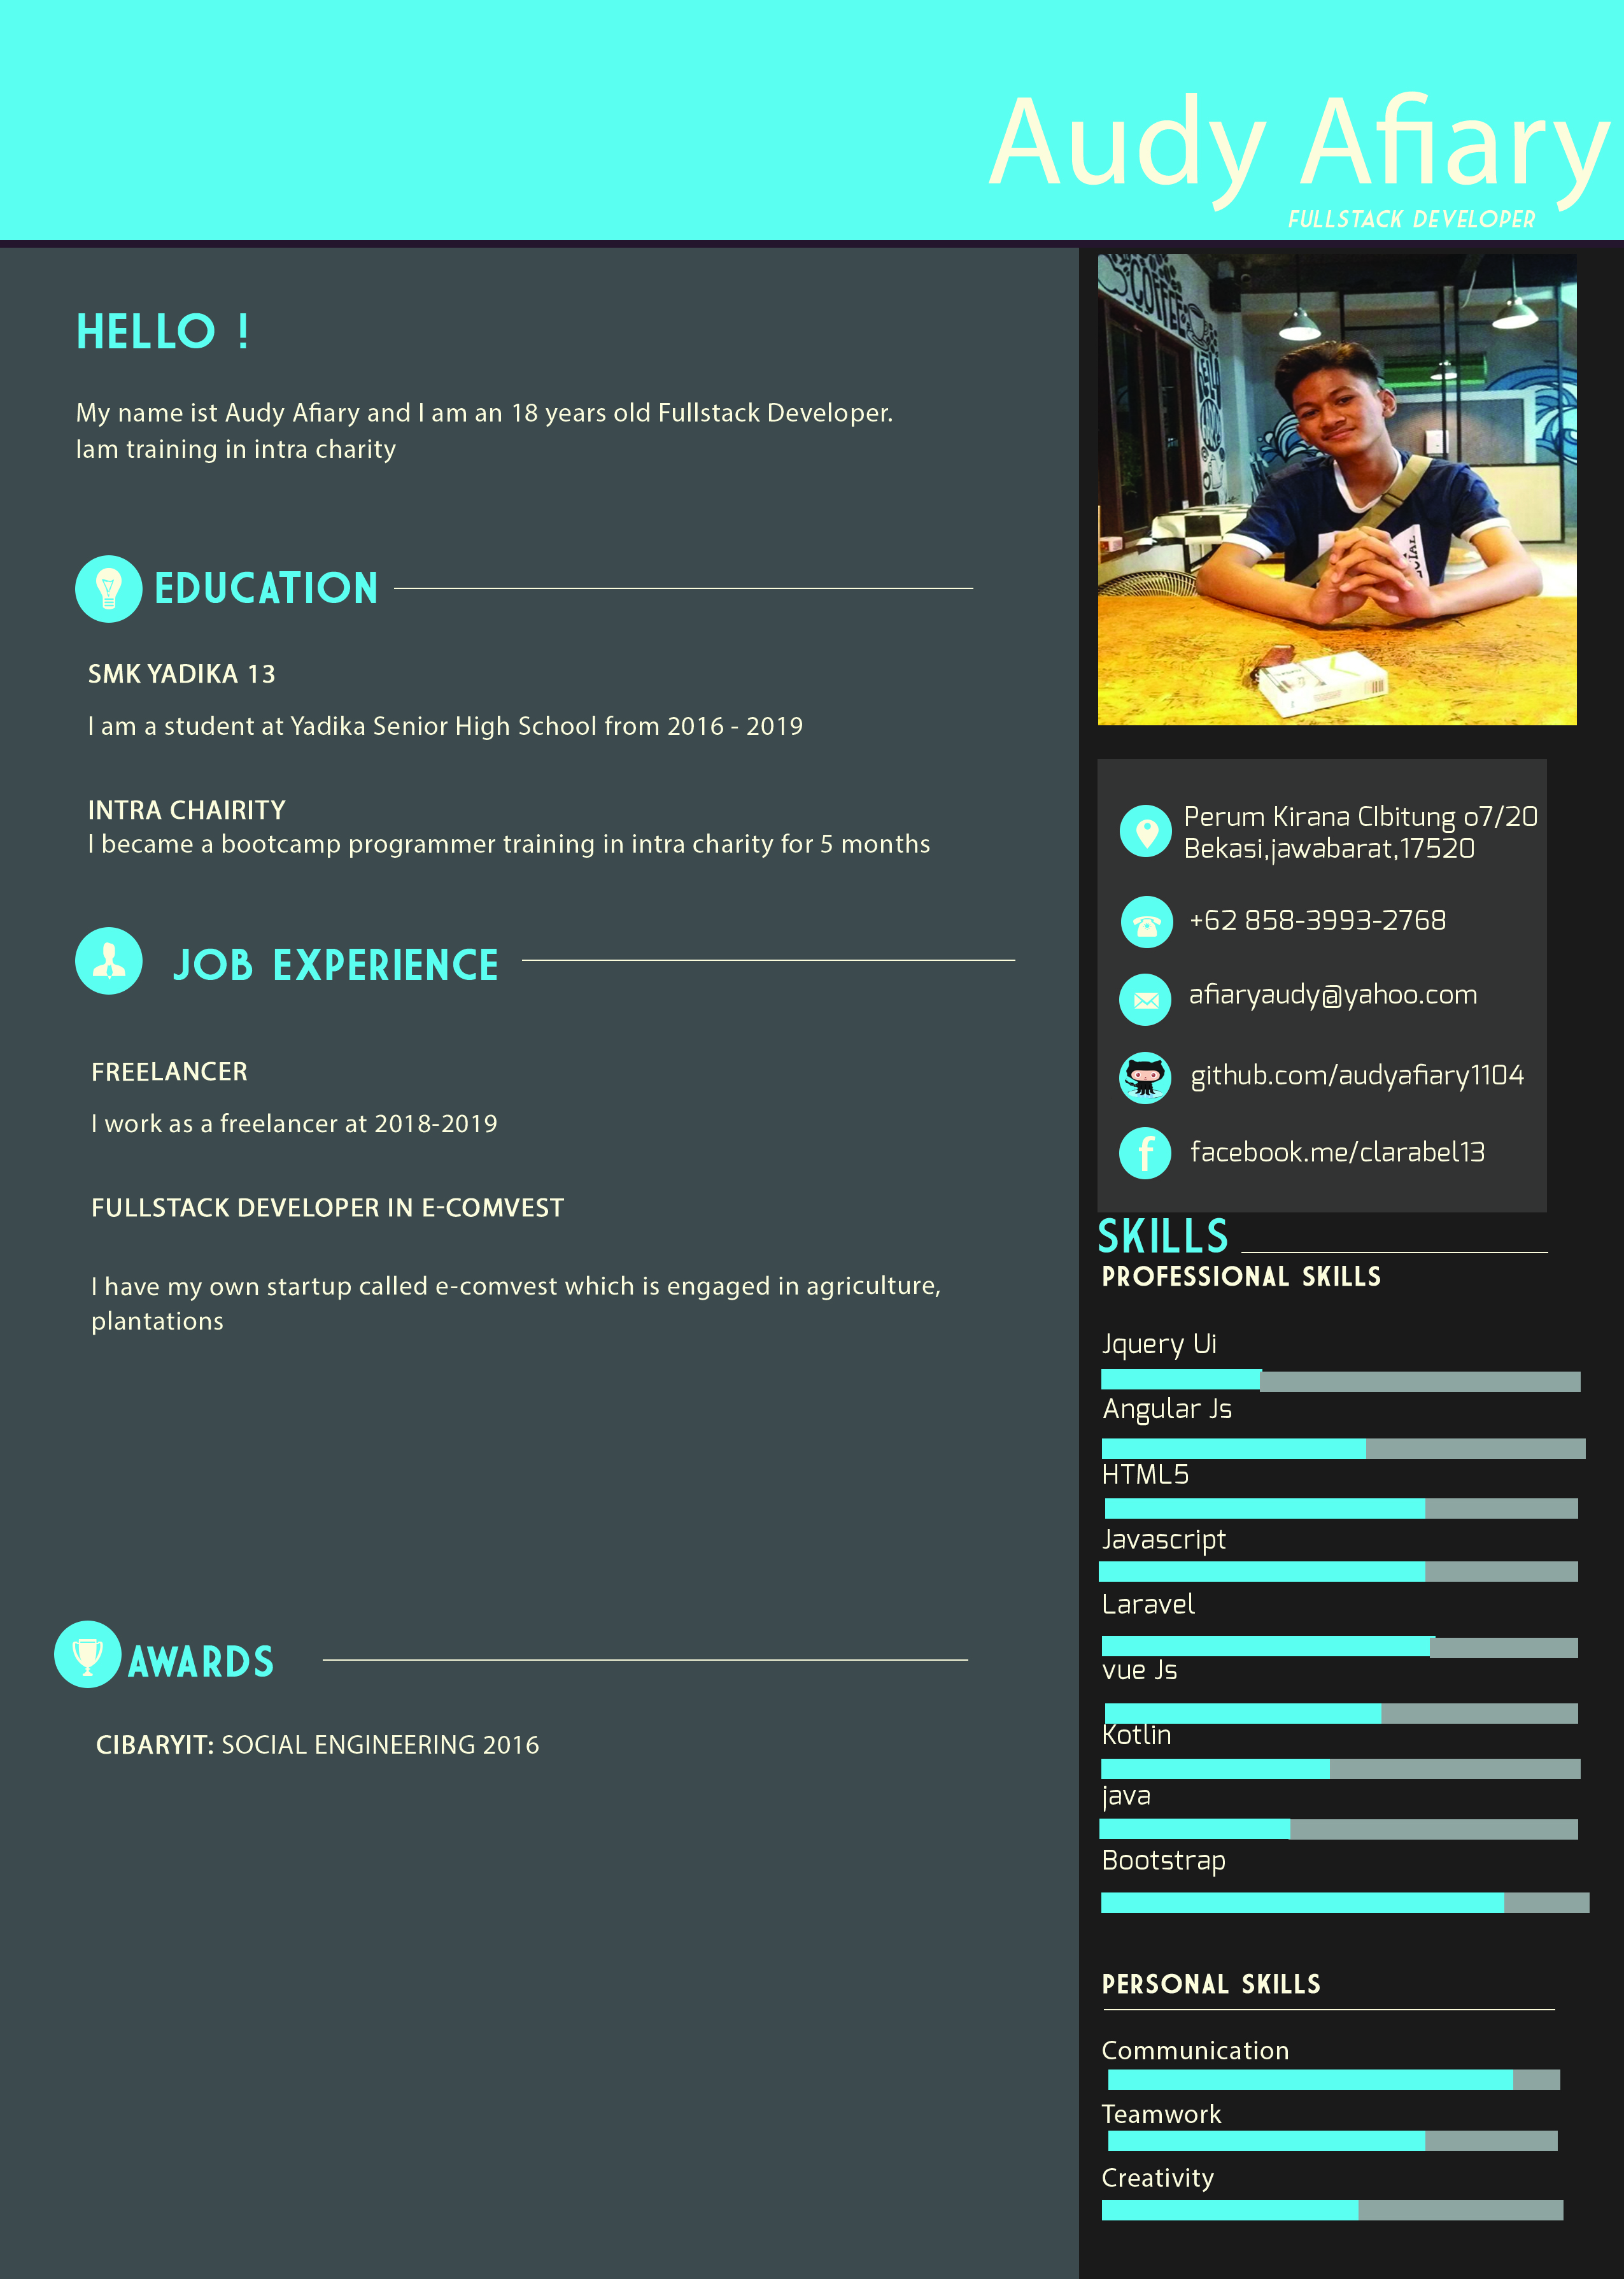 Audy Afiary
FULLSTACK DEVELOPER
HELLO !
My name ist Audy Afiary and I am an 18 years old Fullstack Developer.
Iam training in intra charity
EDUCATION
SMK YADIKA 13
I am a student at Yadika Senior High School from 2016 - 2019
INTRA CHAIRITY
I became a bootcamp programmer training in intra charity for 5 months
JOB EXPERIENCE
FREELANCER
I work as a freelancer at 2018-2019
FULLSTACK DEVELOPER IN E-COMVEST
I have my own startup called e-comvest which is engaged in agriculture,
plantations
AWARDS
CIBARYIT: SOCIAL ENGINEERING 2016
COFFEE
Perum Kirana CIbitung o7/20
Bekasi,jawabarat,17520
+62 858-3993-2768
afiaryaudy@yahoo.com
github.com/audyafiary1104
f
facebook.me/clarabel13
SKILLS
PROFESSIONAL SKILLS
Jquery Ui
Angular Js
HTML5
Javascript
Laravel
vue Js
Kotlin
java
Bootstrap
PERSONAL SKILLS
Communication
Teamwork
Creativity